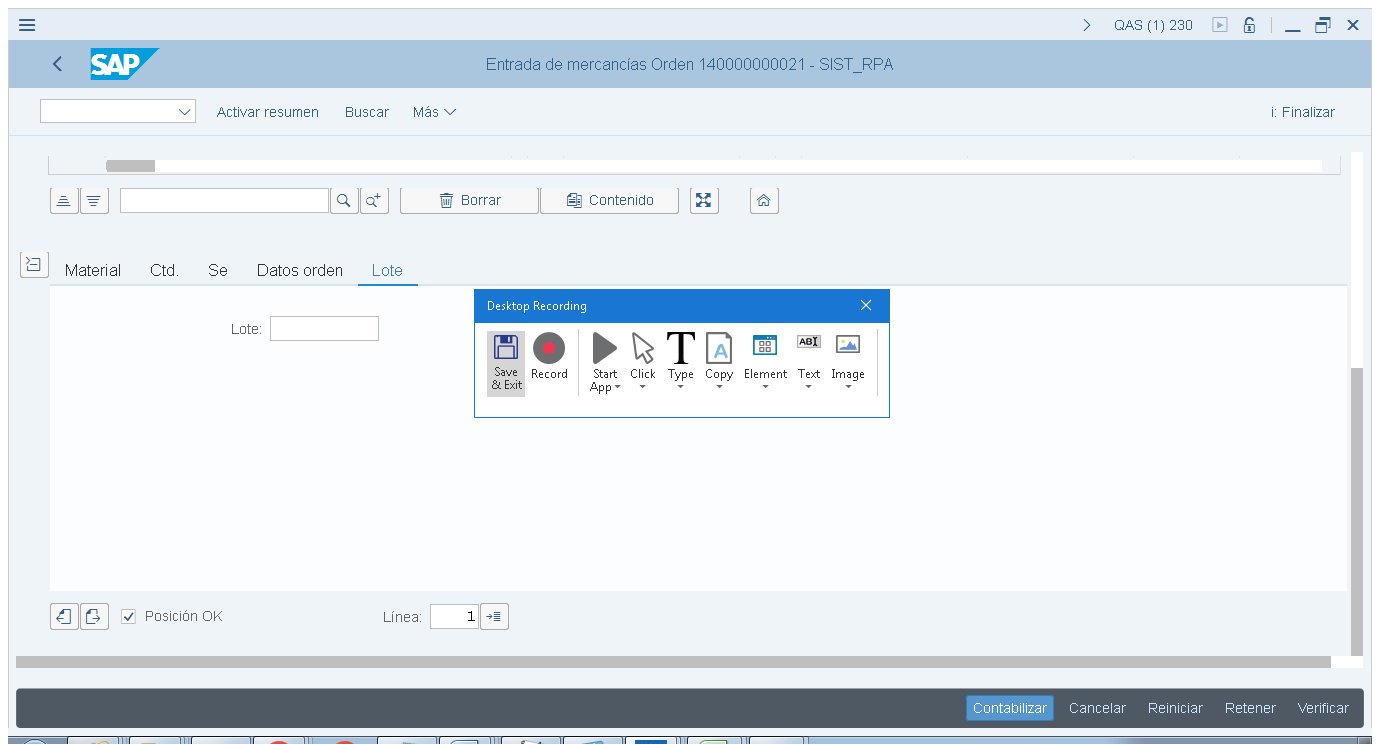 QAS (1) 230
SAP
Entrada de mercancías Orden 140000000021 - SIST_RPA
Activar resumen Buscar Más i: Finalizar
Borrar Contenido
Material Ctd. Se Datos orden Lote
Desktop Recording
Lote:
T A ABI
Save & Exit Record Start App Click Type Copy Element Text Image
Posición OK Línea: 1
Contabilizar Cancelar Reiniciar Retener Verificar